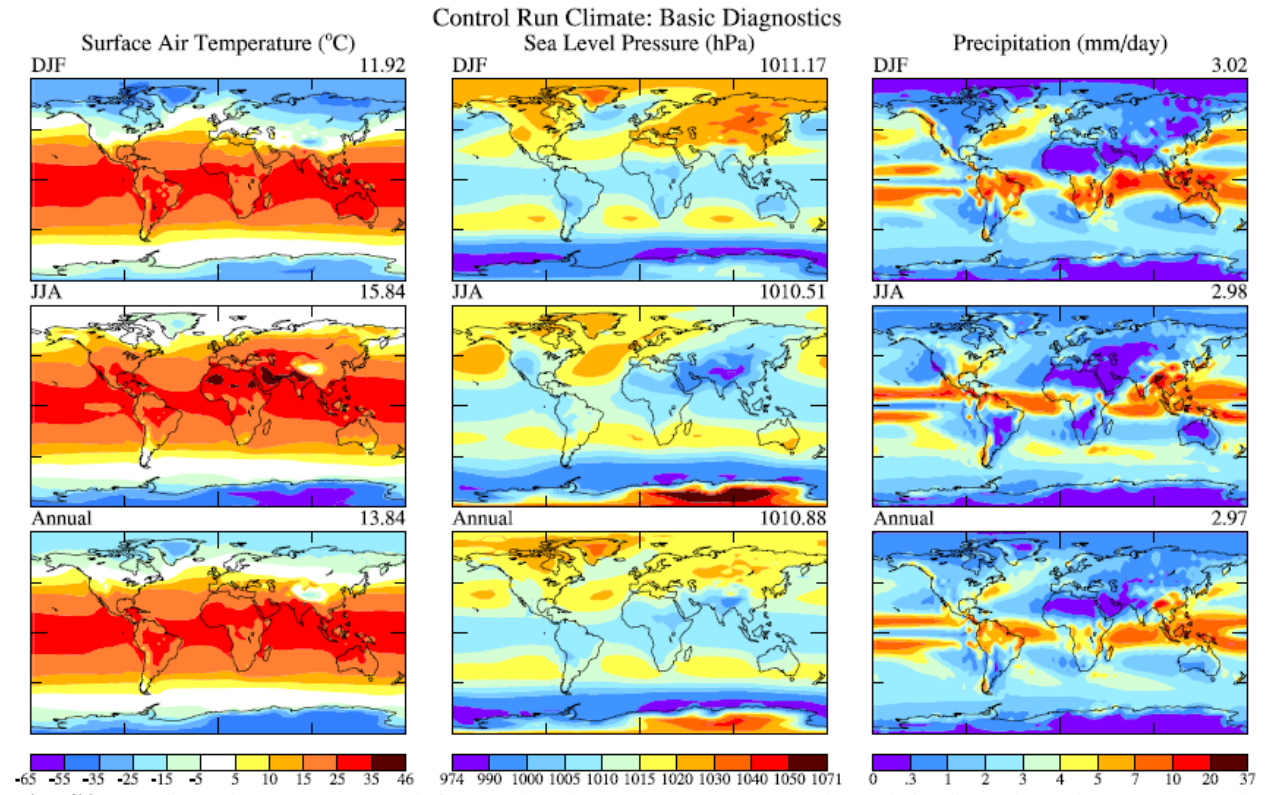 Control Run Climate: Basic Diagnostics
Surface Air Temperature (°C) Sea Level Pressure (hPa) Precipitation (mm/day)
DJF 11.92 DJF 1011.17 DJF 3.02
JJA 15.84 JJA 1010.51 JJA 2.98
Annual 13.84 Annual 1010.88 Annual 2.97
-65 -55 -35 -25 -15 -5 5 10 15 25 35 46 974 990 1000 1005 1010 1015 1020 1030 1040 1050 1071 0 .3 1 2 3 4 5 7 10 20 37